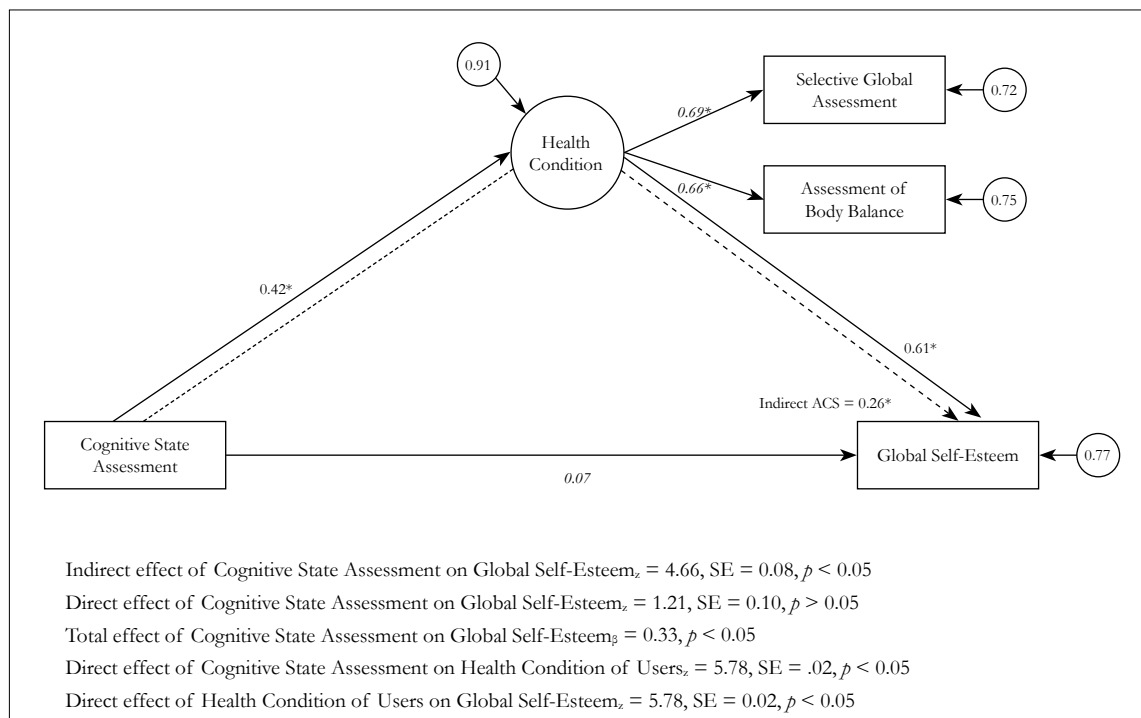 0.91
Selective Global
Assessment
0.72
0.69*
Health
Condition
0.66*
Assessment of
Body Balance
0.75
0.42*
0.61*
Indirect ACS = 0.26*
Cognitive State
Assessment
Global Self-Esteem
0.77
0.07
Indirect effect of Cognitive State Assessment on Global Self-Esteem_z = 4.66, SE = 0.08, p < 0.05
Direct effect of Cognitive State Assessment on Global Self-Esteem_z = 1.21, SE = 0.10, p > 0.05
Total effect of Cognitive State Assessment on Global Self-Esteem_β = 0.33, p < 0.05
Direct effect of Cognitive State Assessment on Health Condition of Users_z = 5.78, SE = .02, p < 0.05
Direct effect of Health Condition of Users on Global Self-Esteem_z = 5.78, SE = 0.02, p < 0.05